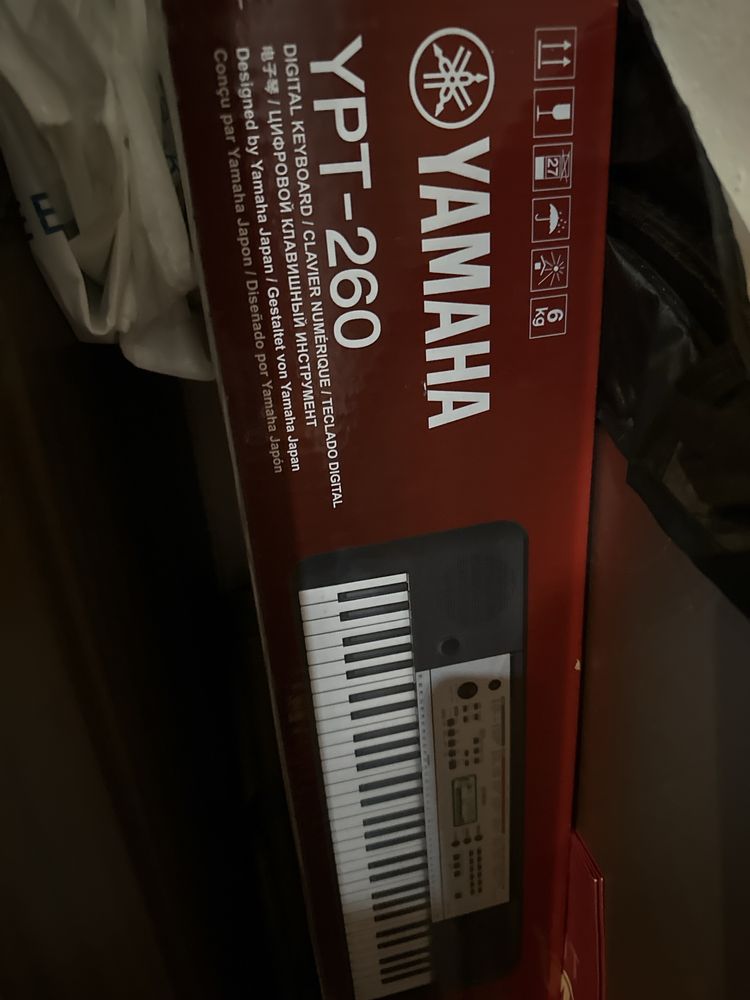 YAMAHA
27
6
kg
YPT-260
DIGITAL KEYBOARD / CLAVIER NUMÉRIQUE / TECLADO DIGITAL
电子琴 / ЦИФРОВОЙ КЛАВИШНЫЙ ИНСТРУМЕНТ
Designed by Yamaha Japan / Gestaltet von Yamaha Japan
Conçu par Yamaha Japon / Diseñado por Yamaha Japón